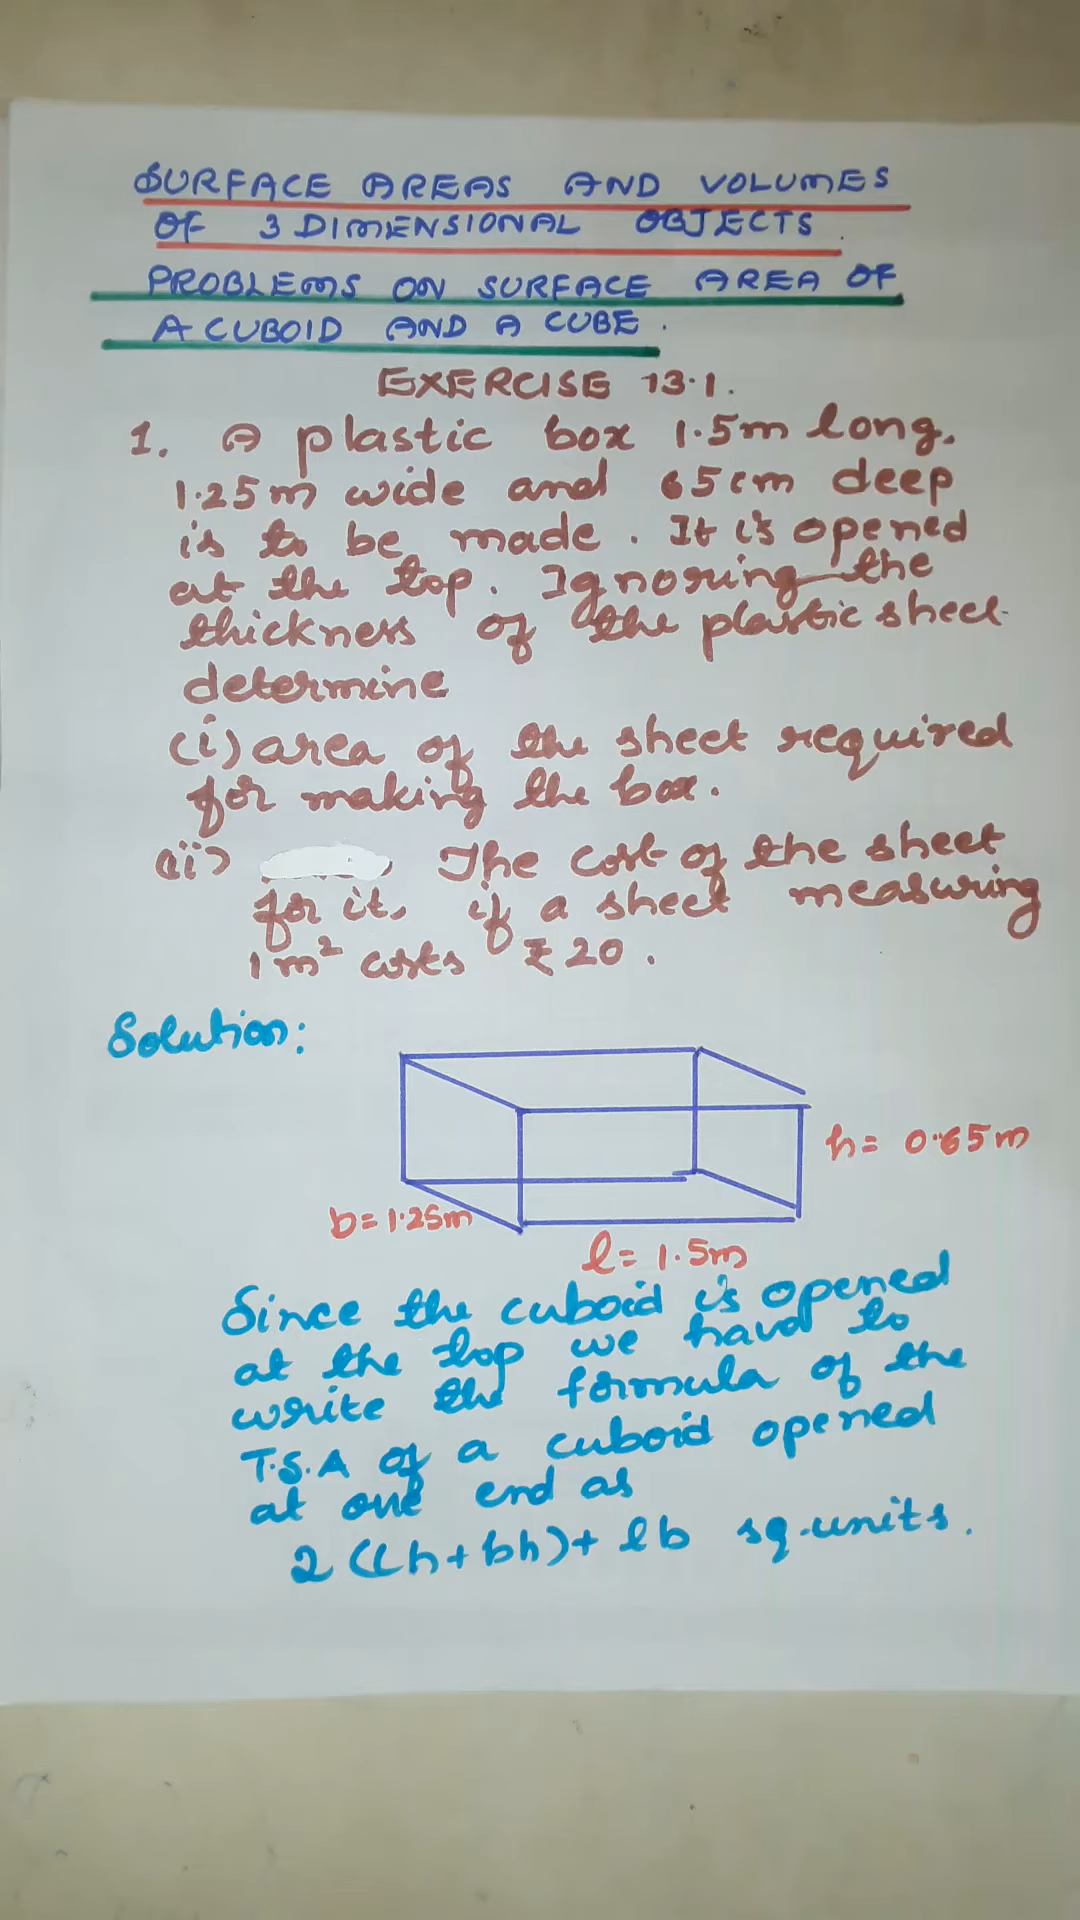 SURFACE AREAS AND VOLUMES
OF 3 DIMENSIONAL OBJECTS.
PROBLEMS ON SURFACE AREA OF
A CUBOID AND A CUBE.
EXERCISE 13.1.
1. A plastic box 1.5m long,
1.25m wide and 65cm deep
is to be made. It is opened
at the top. Ignoring the
thickness of the plastic sheet
determine
(i) area of the sheet required
for making the box.
(ii) The cost of the sheet
for it, if a sheet measuring
1 m² costs ₹ 20.
Solution:
h = 0.65m
b = 1.25m
l = 1.5m
Since the cuboid is opened
at the top we have to
write the formula of the
T.S.A of a cuboid opened
at one end as
2 (lh + bh) + lb sq.units.